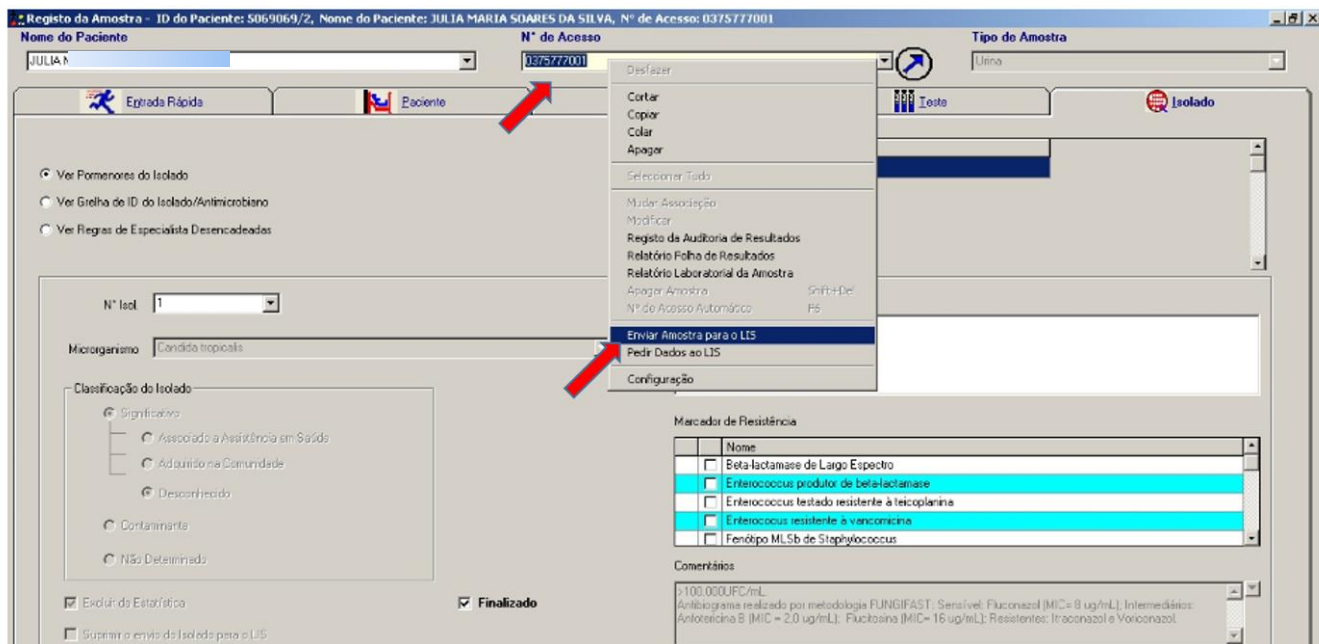 Registo da Amostra - ID do Paciente: 5069069/2, Nome do Paciente: JULIA MARIA SOARES DA SILVA, N° de Acesso: 0375777001
Nome do Paciente
N° de Acesso
Tipo de Amostra
JULIA
0375777001
Urina
Entrada Rápida
Paciente
Teste
Isolado
Desfazer
Cortar
Copiar
Colar
Apagar
Seleccionar Tudo
Mudar Associação
Modificar
Registo da Auditoria de Resultados
Relatório Folha de Resultados
Relatório Laboratorial da Amostra
Apagar Amostra Shift+Del
N° de Acesso Automático F6
Enviar Amostra para o LIS
Pedir Dados ao LIS
Configuração
Ver Pormenores do Isolado
Ver Grelha de ID do Isolado/Antimicrobiano
Ver Regras de Especialista Desencadeadas
N° Isol. 1
Microrganismo Candida tropicalis
Classificação do Isolado
Significativo
Associado a Assistência em Saúde
Adquirido na Comunidade
Desconhecido
Contaminante
Não Determinado
Excluir da Estatística
Finalizado
Suprimir o envio do Isolado para o LIS
Marcador de Resistência
Nome
Beta-lactamase de Largo Espectro
Enterococcus produtor de beta-lactamase
Enterococcus testado resistente à teicoplanina
Enterococus resistente à vancomicina
Fenótipo MLSb de Staphylococcus
Comentários
>100.000UFC/mL
Antibiograma realizado por metodologia FUNGIFAST; Sensível: Fluconazol (MIC= 8 ug/mL); Intermediários:
Anfotericina B (MIC = 2,0 ug/mL); Flucitosina (MIC= 16 ug/mL); Resistentes: Itraconazol e Voriconazol.